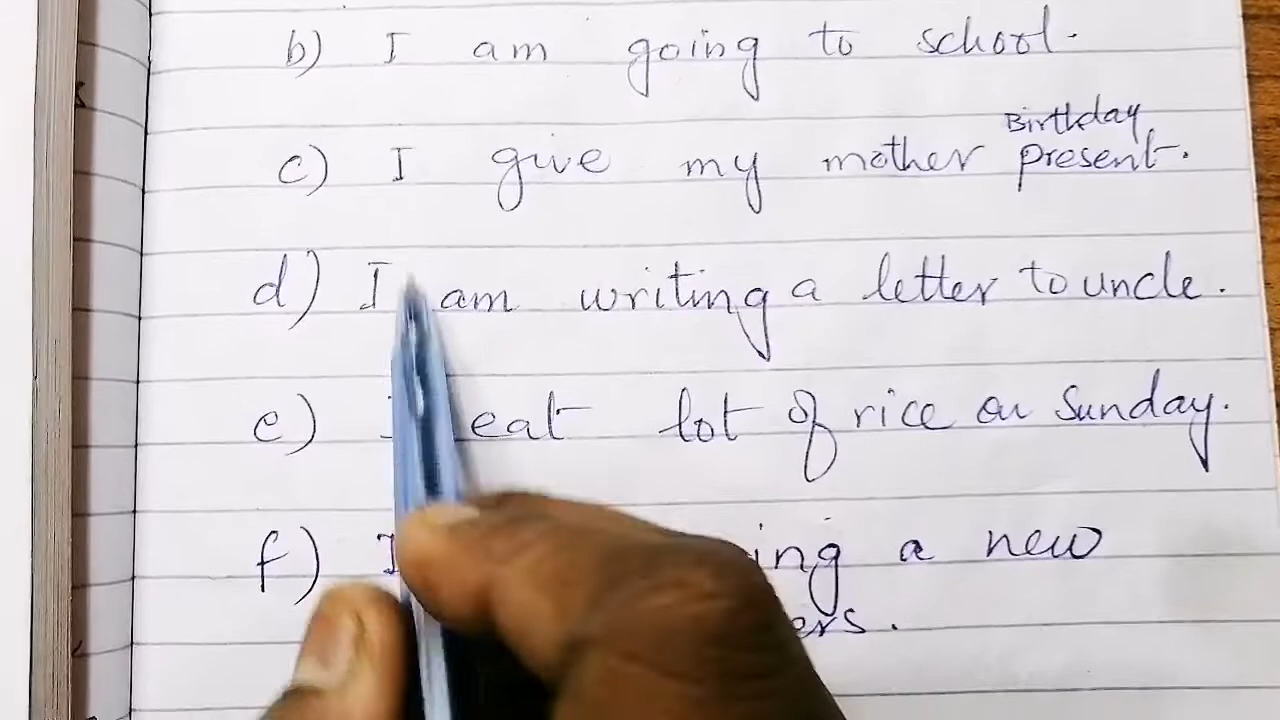 b) I am going to school.
Birthday
c) I give my mother present.
d) I am writing a letter to uncle.
e) I eat lot of rice on Sunday.
f) I a new